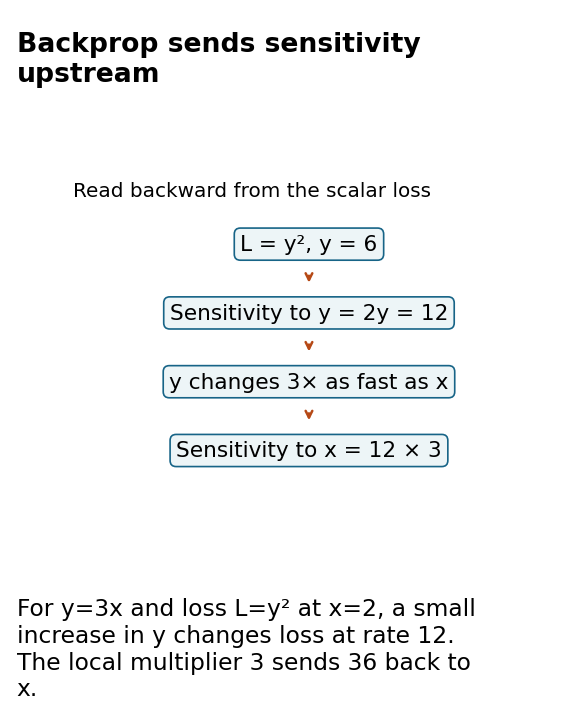 Backprop sends sensitivity
upstream
Read backward from the scalar loss
L = y², y = 6
Sensitivity to y = 2y = 12
y changes 3× as fast as x
Sensitivity to x = 12 × 3
For y=3x and loss L=y² at x=2, a small
increase in y changes loss at rate 12.
The local multiplier 3 sends 36 back to
x.